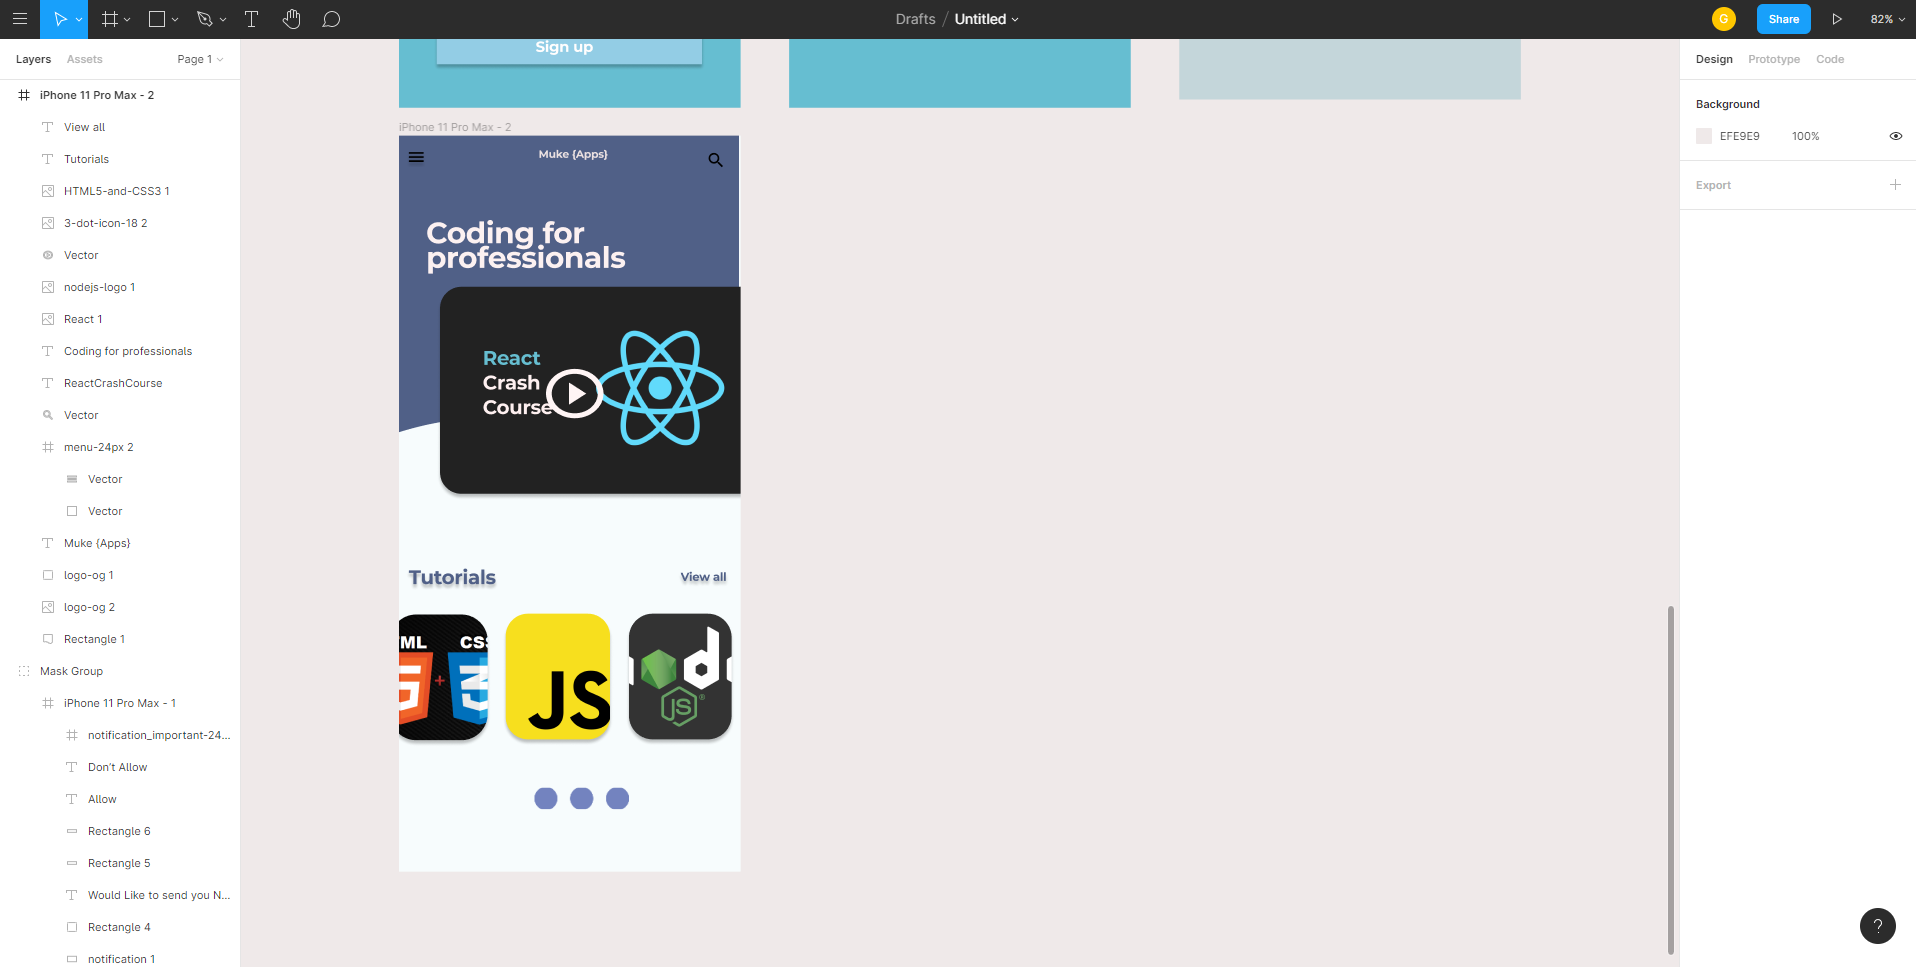 Drafts / Untitled
G
Share
82%
Layers
Assets
Page 1
iPhone 11 Pro Max - 2
View all
Tutorials
HTML5-and-CSS3 1
3-dot-icon-18 2
Vector
nodejs-logo 1
React 1
Coding for professionals
ReactCrashCourse
Vector
menu-24px 2
Vector
Vector
Muke {Apps}
logo-og 1
logo-og 2
Rectangle 1
Mask Group
iPhone 11 Pro Max - 1
notification_important-24...
Don't Allow
Allow
Rectangle 6
Rectangle 5
Would Like to send you N...
Rectangle 4
notification 1
Sign up
iPhone 11 Pro Max - 2
Muke {Apps}
Coding for
professionals
React
Crash
Course
Tutorials
View all
ML CSS
5 + 3
JS
d
JS ®
Design
Prototype
Code
Background
EFE9E9
100%
Export
?